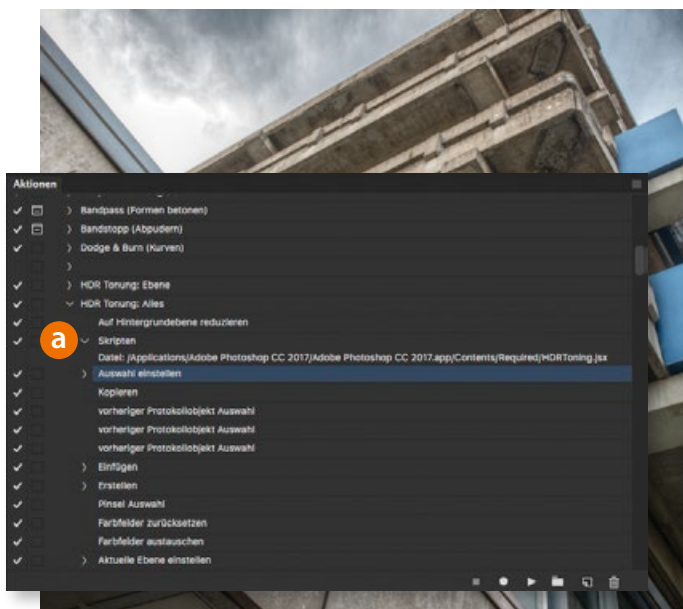 Aktionen
Bandpass (Formen betonen)
Bandstopp (Abpudern)
Dodge & Burn (Kurven)
HDR Tonung: Ebene
HDR Tonung: Alles
Auf Hintergrundebene reduzieren
a
Skripten
Datei: /Applications/Adobe Photoshop CC 2017/Adobe Photoshop CC 2017.app/Contents/Required/HDRToning.jsx
Auswahl einstellen
Kopieren
vorheriger Protokollobjekt Auswahl
vorheriger Protokollobjekt Auswahl
vorheriger Protokollobjekt Auswahl
Einfügen
Erstellen
Pinsel Auswahl
Farbfelder zurücksetzen
Farbfelder austauschen
Aktuelle Ebene einstellen